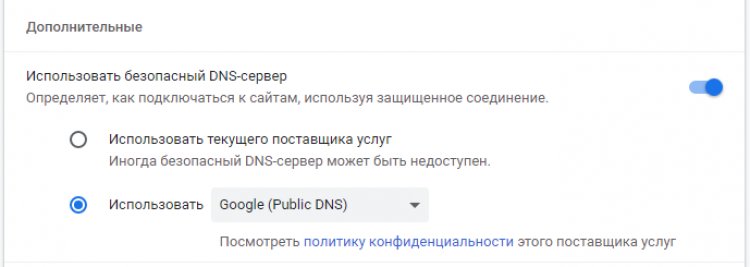 Дополнительные
Использовать безопасный DNS-сервер
Определяет, как подключаться к сайтам, используя защищенное соединение.
Использовать текущего поставщика услуг
Иногда безопасный DNS-сервер может быть недоступен.
Использовать Google (Public DNS)
Посмотреть политику конфиденциальности этого поставщика услуг